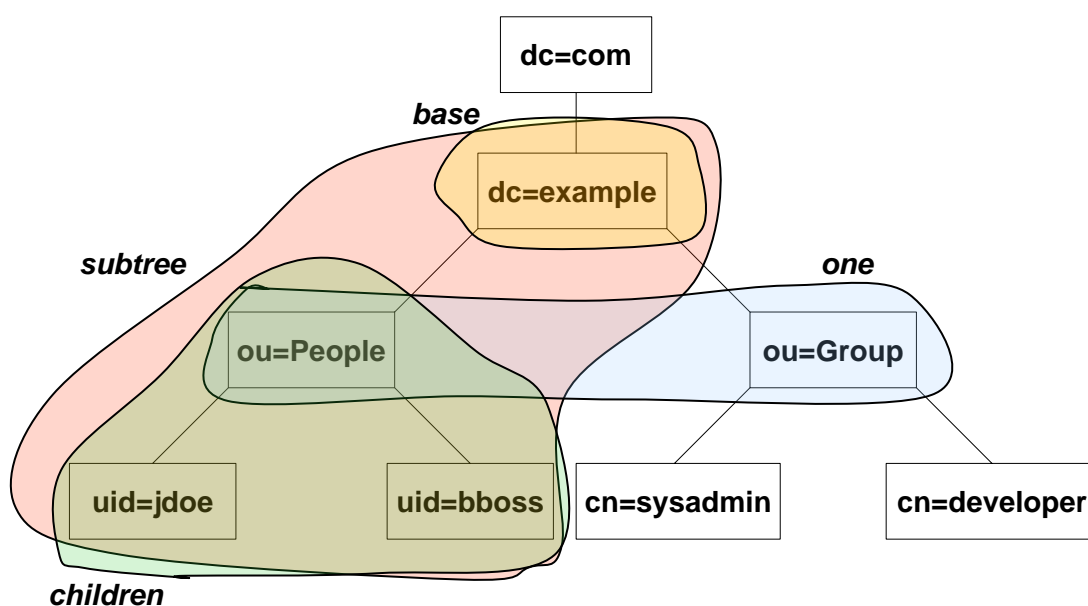 dc=com
base
dc=example
subtree
one
ou=People
ou=Group
uid=jdoe
uid=bboss
cn=sysadmin
cn=developer
children